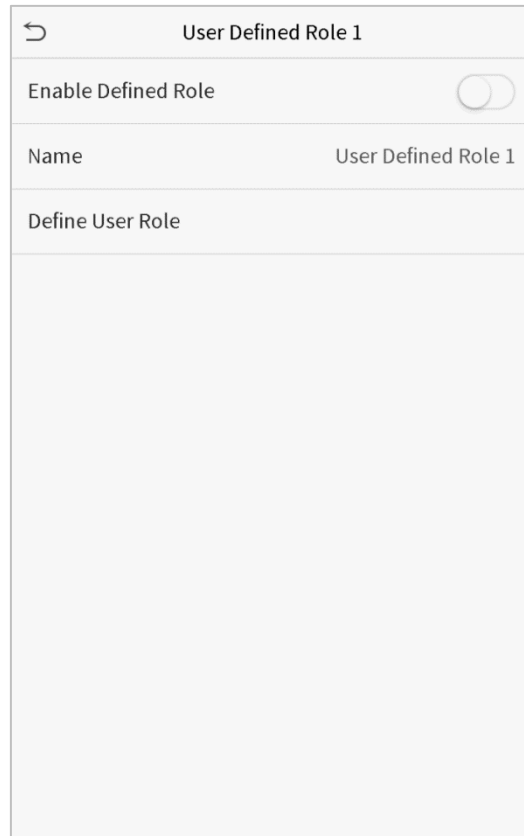 User Defined Role 1
Enable Defined Role
Name User Defined Role 1
Define User Role